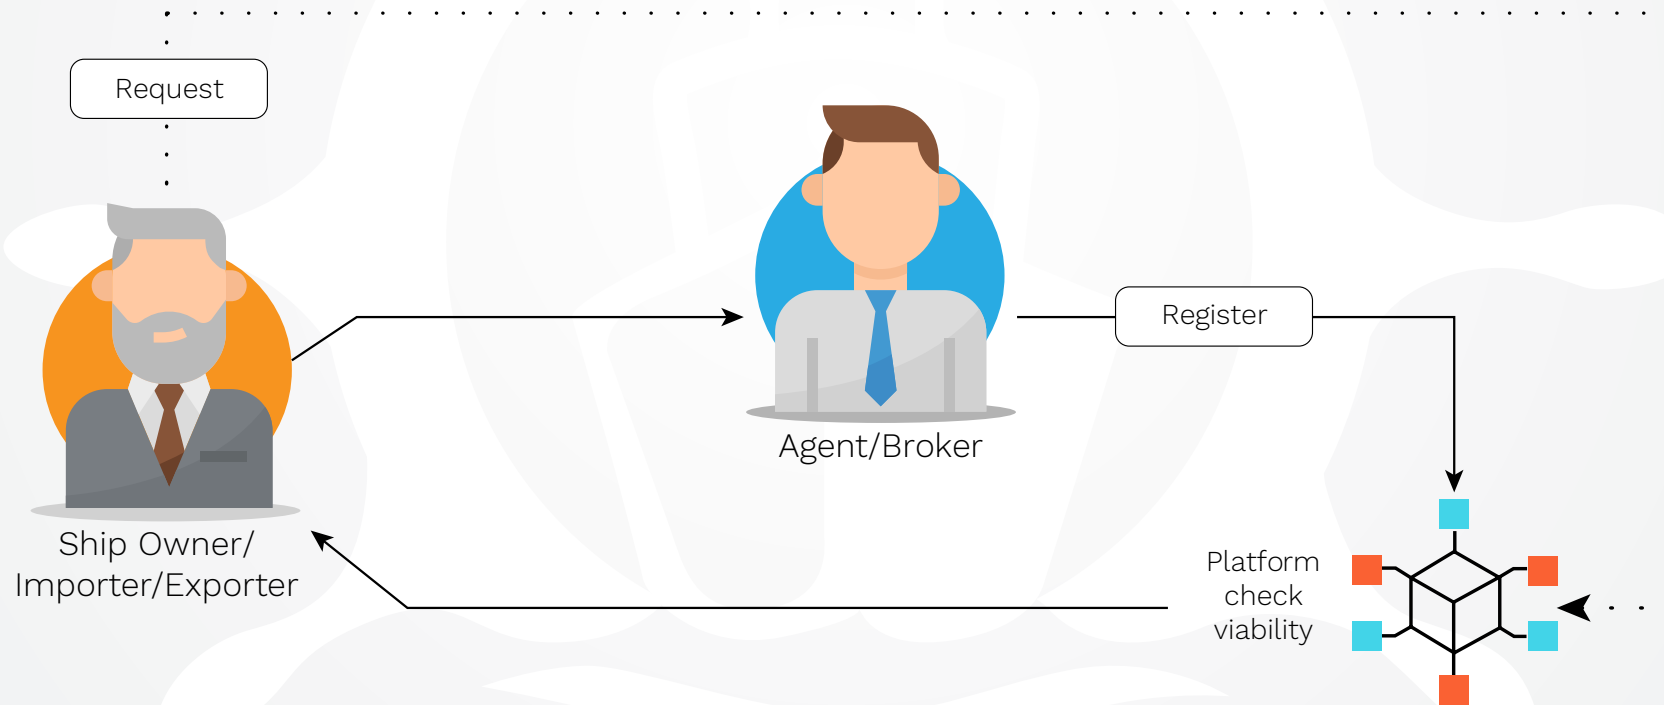 Request
Register
Agent/Broker
Ship Owner/
Importer/Exporter
Platform
check
viability